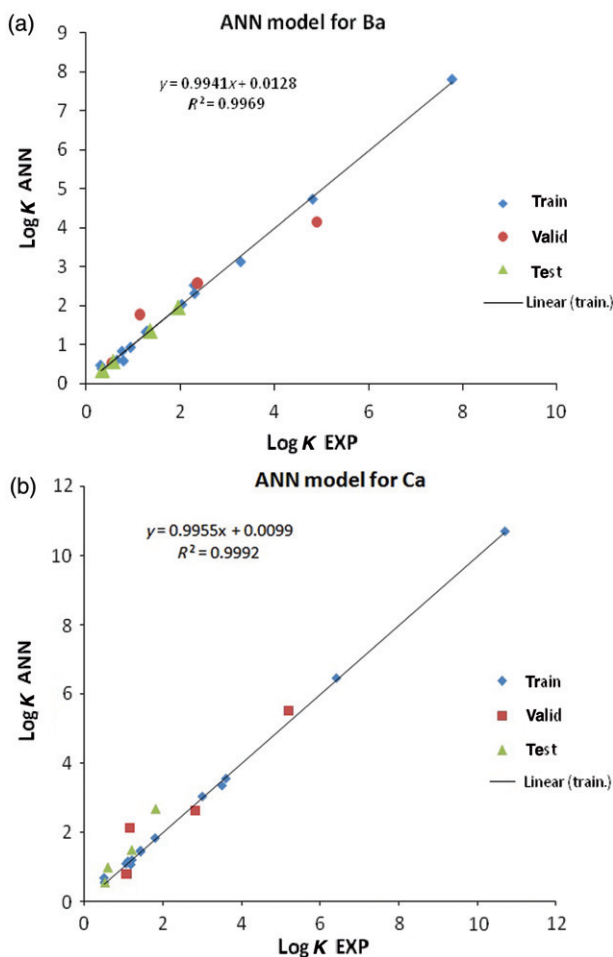 (a)
ANN model for Ba
y = 0.9941x + 0.0128
R² = 0.9969
9
8
7
6
5
4
3
2
1
0
Log K ANN
0 2 4 6 8 10
Log K EXP
Train
Valid
Test
Linear (train.)
(b)
ANN model for Ca
y = 0.9955x + 0.0099
R² = 0.9992
12
10
8
6
4
2
0
Log K ANN
0 2 4 6 8 10 12
Log K EXP
Train
Valid
Test
Linear (train.)